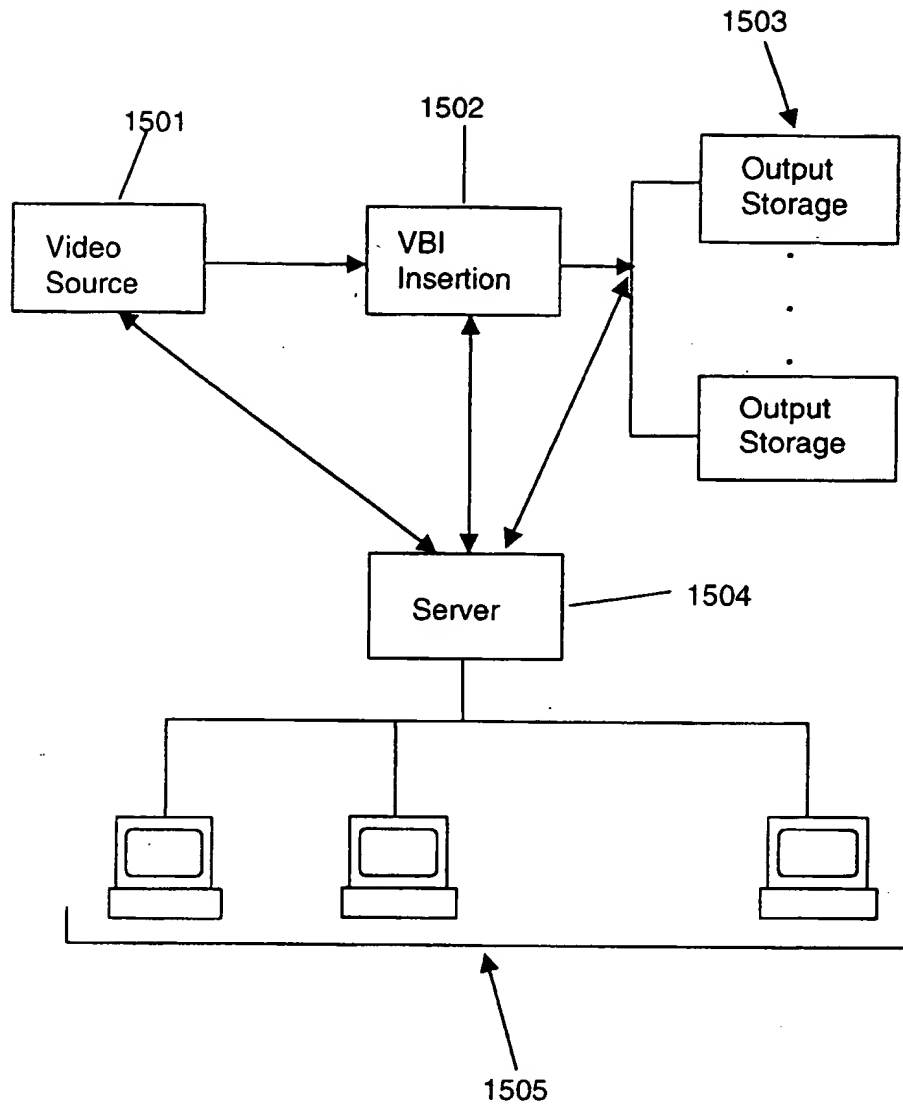 1503
1501
1502
Output
Storage
Video
Source
VBI
Insertion
Output
Storage
Server
1504
1505